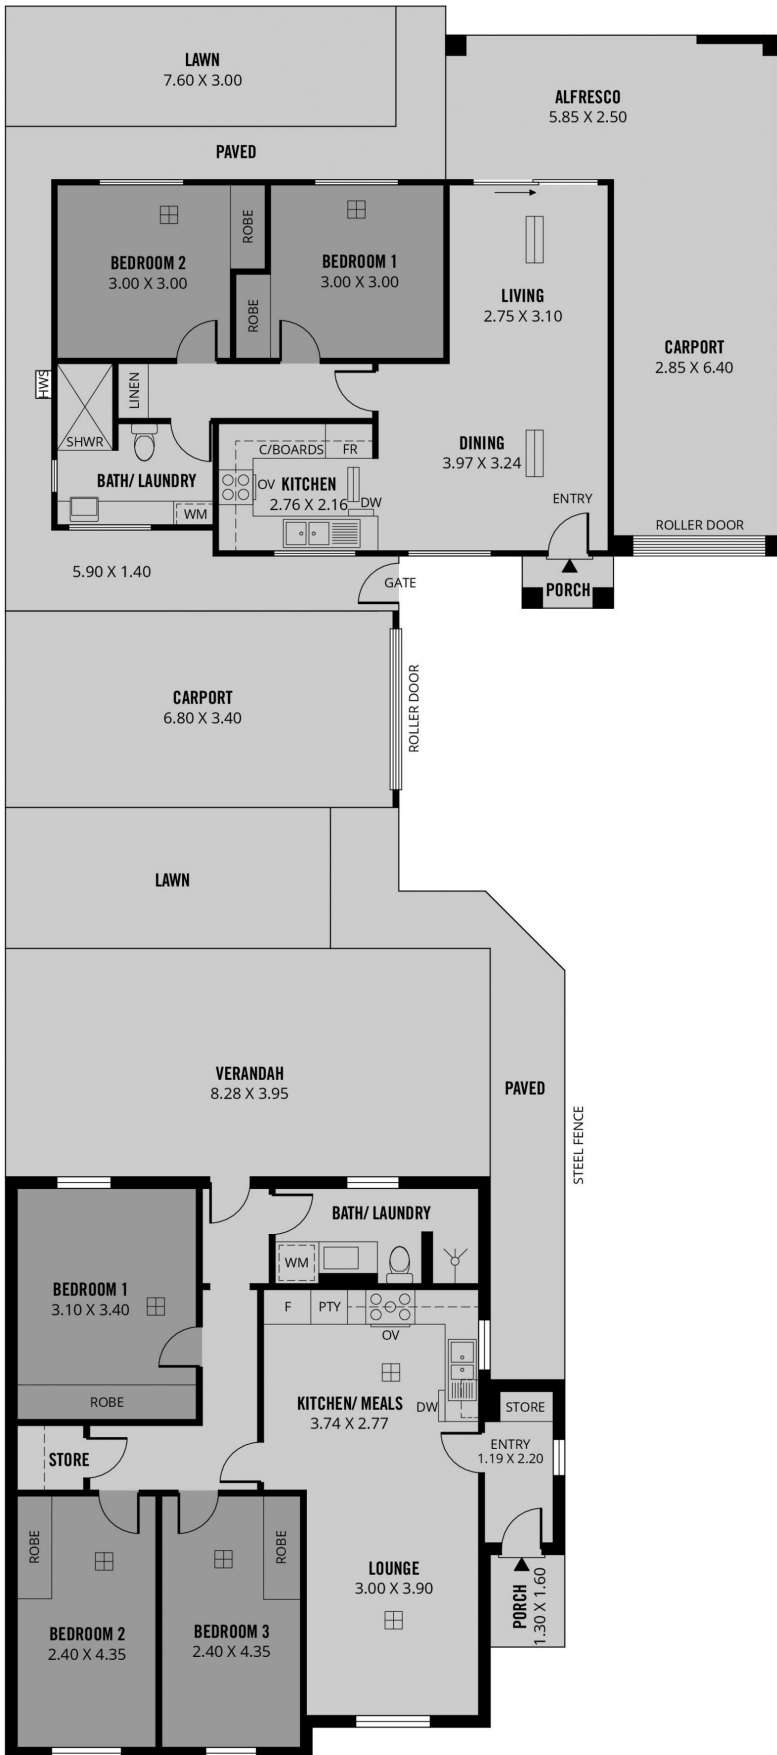 LAWN
7.60 X 3.00
ALFRESCO
5.85 X 2.50
PAVED
BEDROOM 2
3.00 X 3.00
ROBE
BEDROOM 1
3.00 X 3.00
ROBE
LIVING
2.75 X 3.10
CARPORT
2.85 X 6.40
HWS
LINEN
SHWR
BATH/ LAUNDRY
WM
C/BOARDS
FR
OV
KITCHEN
2.76 X 2.16
DW
DINING
3.97 X 3.24
ENTRY
ROLLER DOOR
5.90 X 1.40
GATE
PORCH
CARPORT
6.80 X 3.40
ROLLER DOOR
LAWN
VERANDAH
8.28 X 3.95
PAVED
STEEL FENCE
BATH/ LAUNDRY
WM
BEDROOM 1
3.10 X 3.40
ROBE
F
PTY
OV
KITCHEN/ MEALS
3.74 X 2.77
DW
STORE
ENTRY
1.19 X 2.20
STORE
ROBE
ROBE
LOUNGE
3.00 X 3.90
PORCH
1.30 X 1.60
BEDROOM 2
2.40 X 4.35
BEDROOM 3
2.40 X 4.35